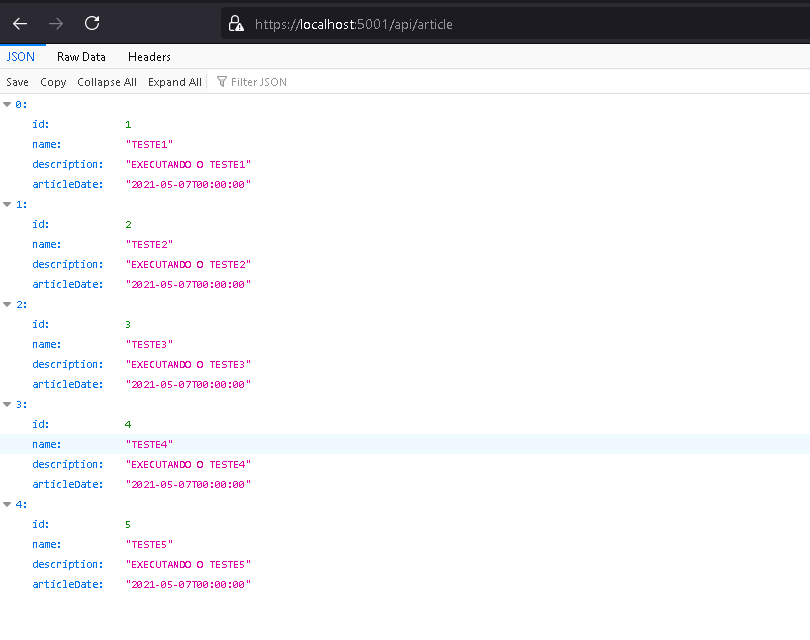 https://localhost:5001/api/article
JSON Raw Data Headers
Save Copy Collapse All Expand All Filter JSON
0:
id: 1
name: "TESTE1"
description: "EXECUTANDO O TESTE1"
articleDate: "2021-05-07T00:00:00"
1:
id: 2
name: "TESTE2"
description: "EXECUTANDO O TESTE2"
articleDate: "2021-05-07T00:00:00"
2:
id: 3
name: "TESTE3"
description: "EXECUTANDO O TESTE3"
articleDate: "2021-05-07T00:00:00"
3:
id: 4
name: "TESTE4"
description: "EXECUTANDO O TESTE4"
articleDate: "2021-05-07T00:00:00"
4:
id: 5
name: "TESTE5"
description: "EXECUTANDO O TESTE5"
articleDate: "2021-05-07T00:00:00"